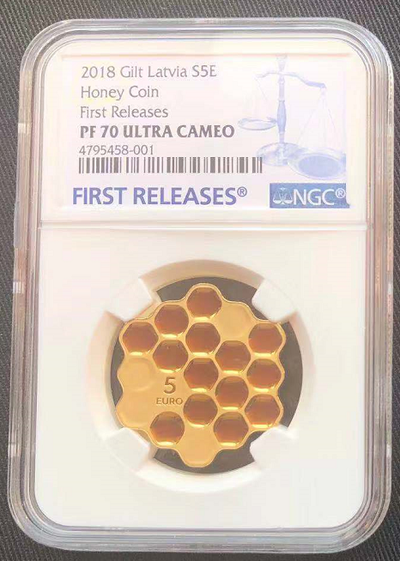 2018 Gilt Latvia S5E
Honey Coin
First Releases
PF 70 ULTRA CAMEO
4795458-001
FIRST RELEASES®
NGC®
5
EURO